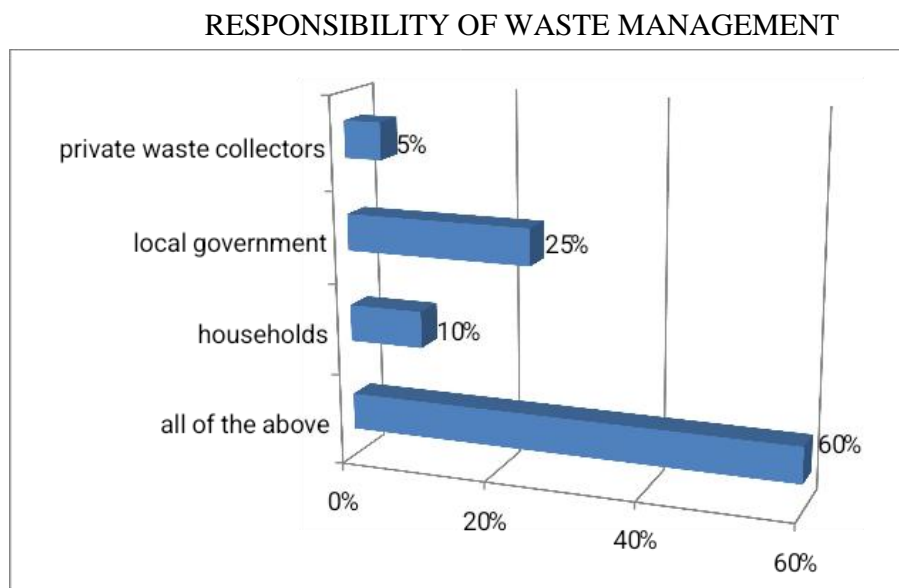 RESPONSIBILITY OF WASTE MANAGEMENT
private waste collectors 5%
local government 25%
households 10%
all of the above 60%
0% 20% 40% 60%